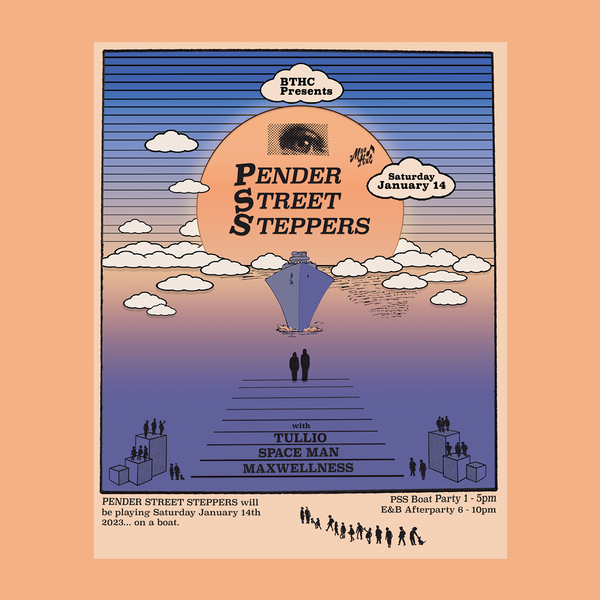 BTHC
Presents
Saturday
January 14
PENDER
STREET
STEPPERS
with
TULLIO
SPACE MAN
MAXWELLNESS
PENDER STREET STEPPERS will
be playing Saturday January 14th
2023... on a boat.
PSS Boat Party 1 - 5pm
E&B Afterparty 6 - 10pm